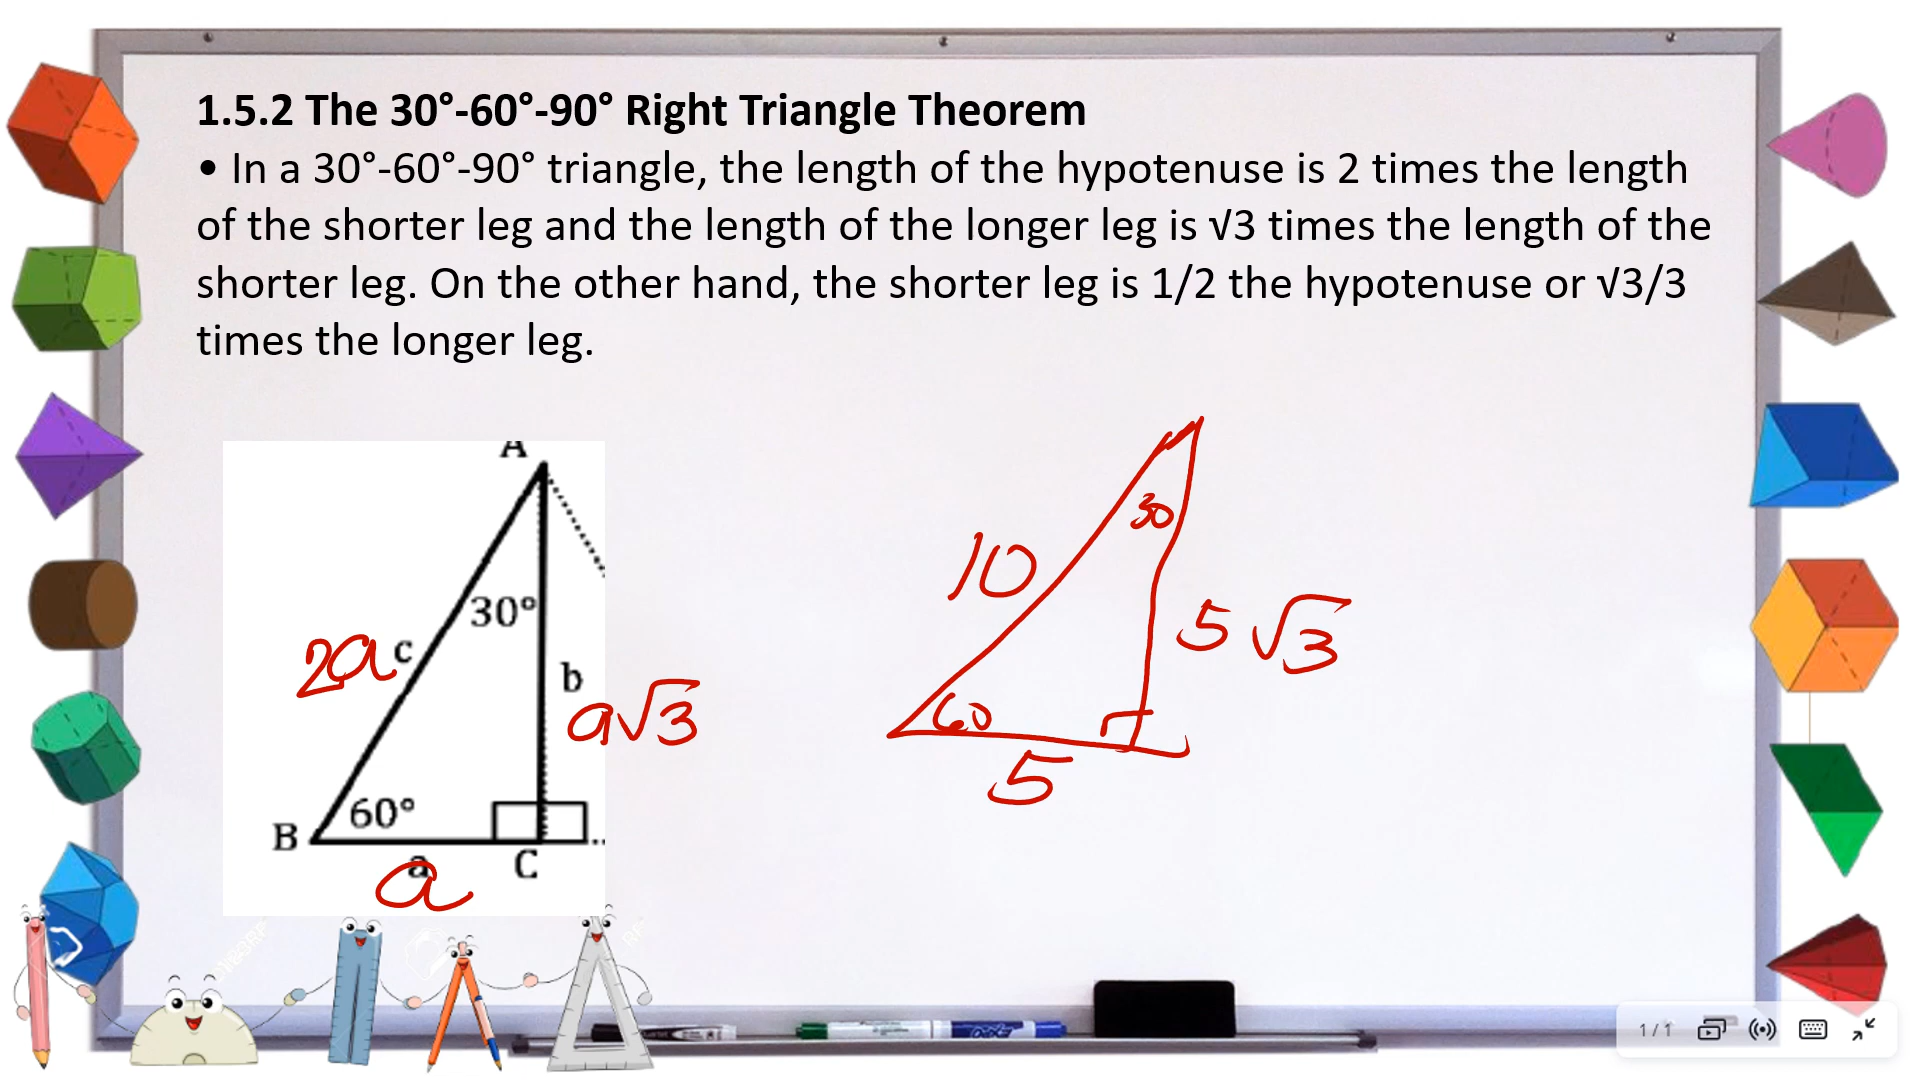 1.5.2 The 30°-60°-90° Right Triangle Theorem
• In a 30°-60°-90° triangle, the length of the hypotenuse is 2 times the length
of the shorter leg and the length of the longer leg is √3 times the length of the
shorter leg. On the other hand, the shorter leg is 1/2 the hypotenuse or √3/3
times the longer leg.
A
30°
2a
c
b
a√3
60°
B
a
C
a
30
10
5√3
60
5
1/1